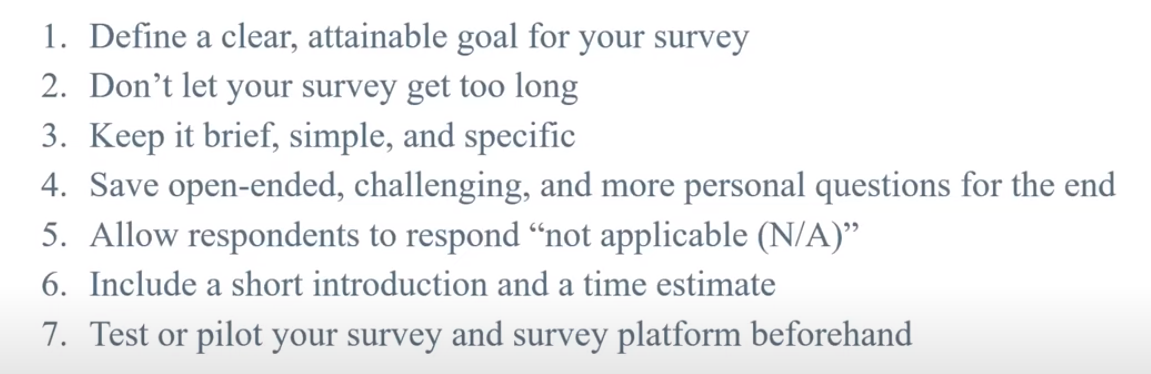 1. Define a clear, attainable goal for your survey
2. Don’t let your survey get too long
3. Keep it brief, simple, and specific
4. Save open-ended, challenging, and more personal questions for the end
5. Allow respondents to respond “not applicable (N/A)”
6. Include a short introduction and a time estimate
7. Test or pilot your survey and survey platform beforehand